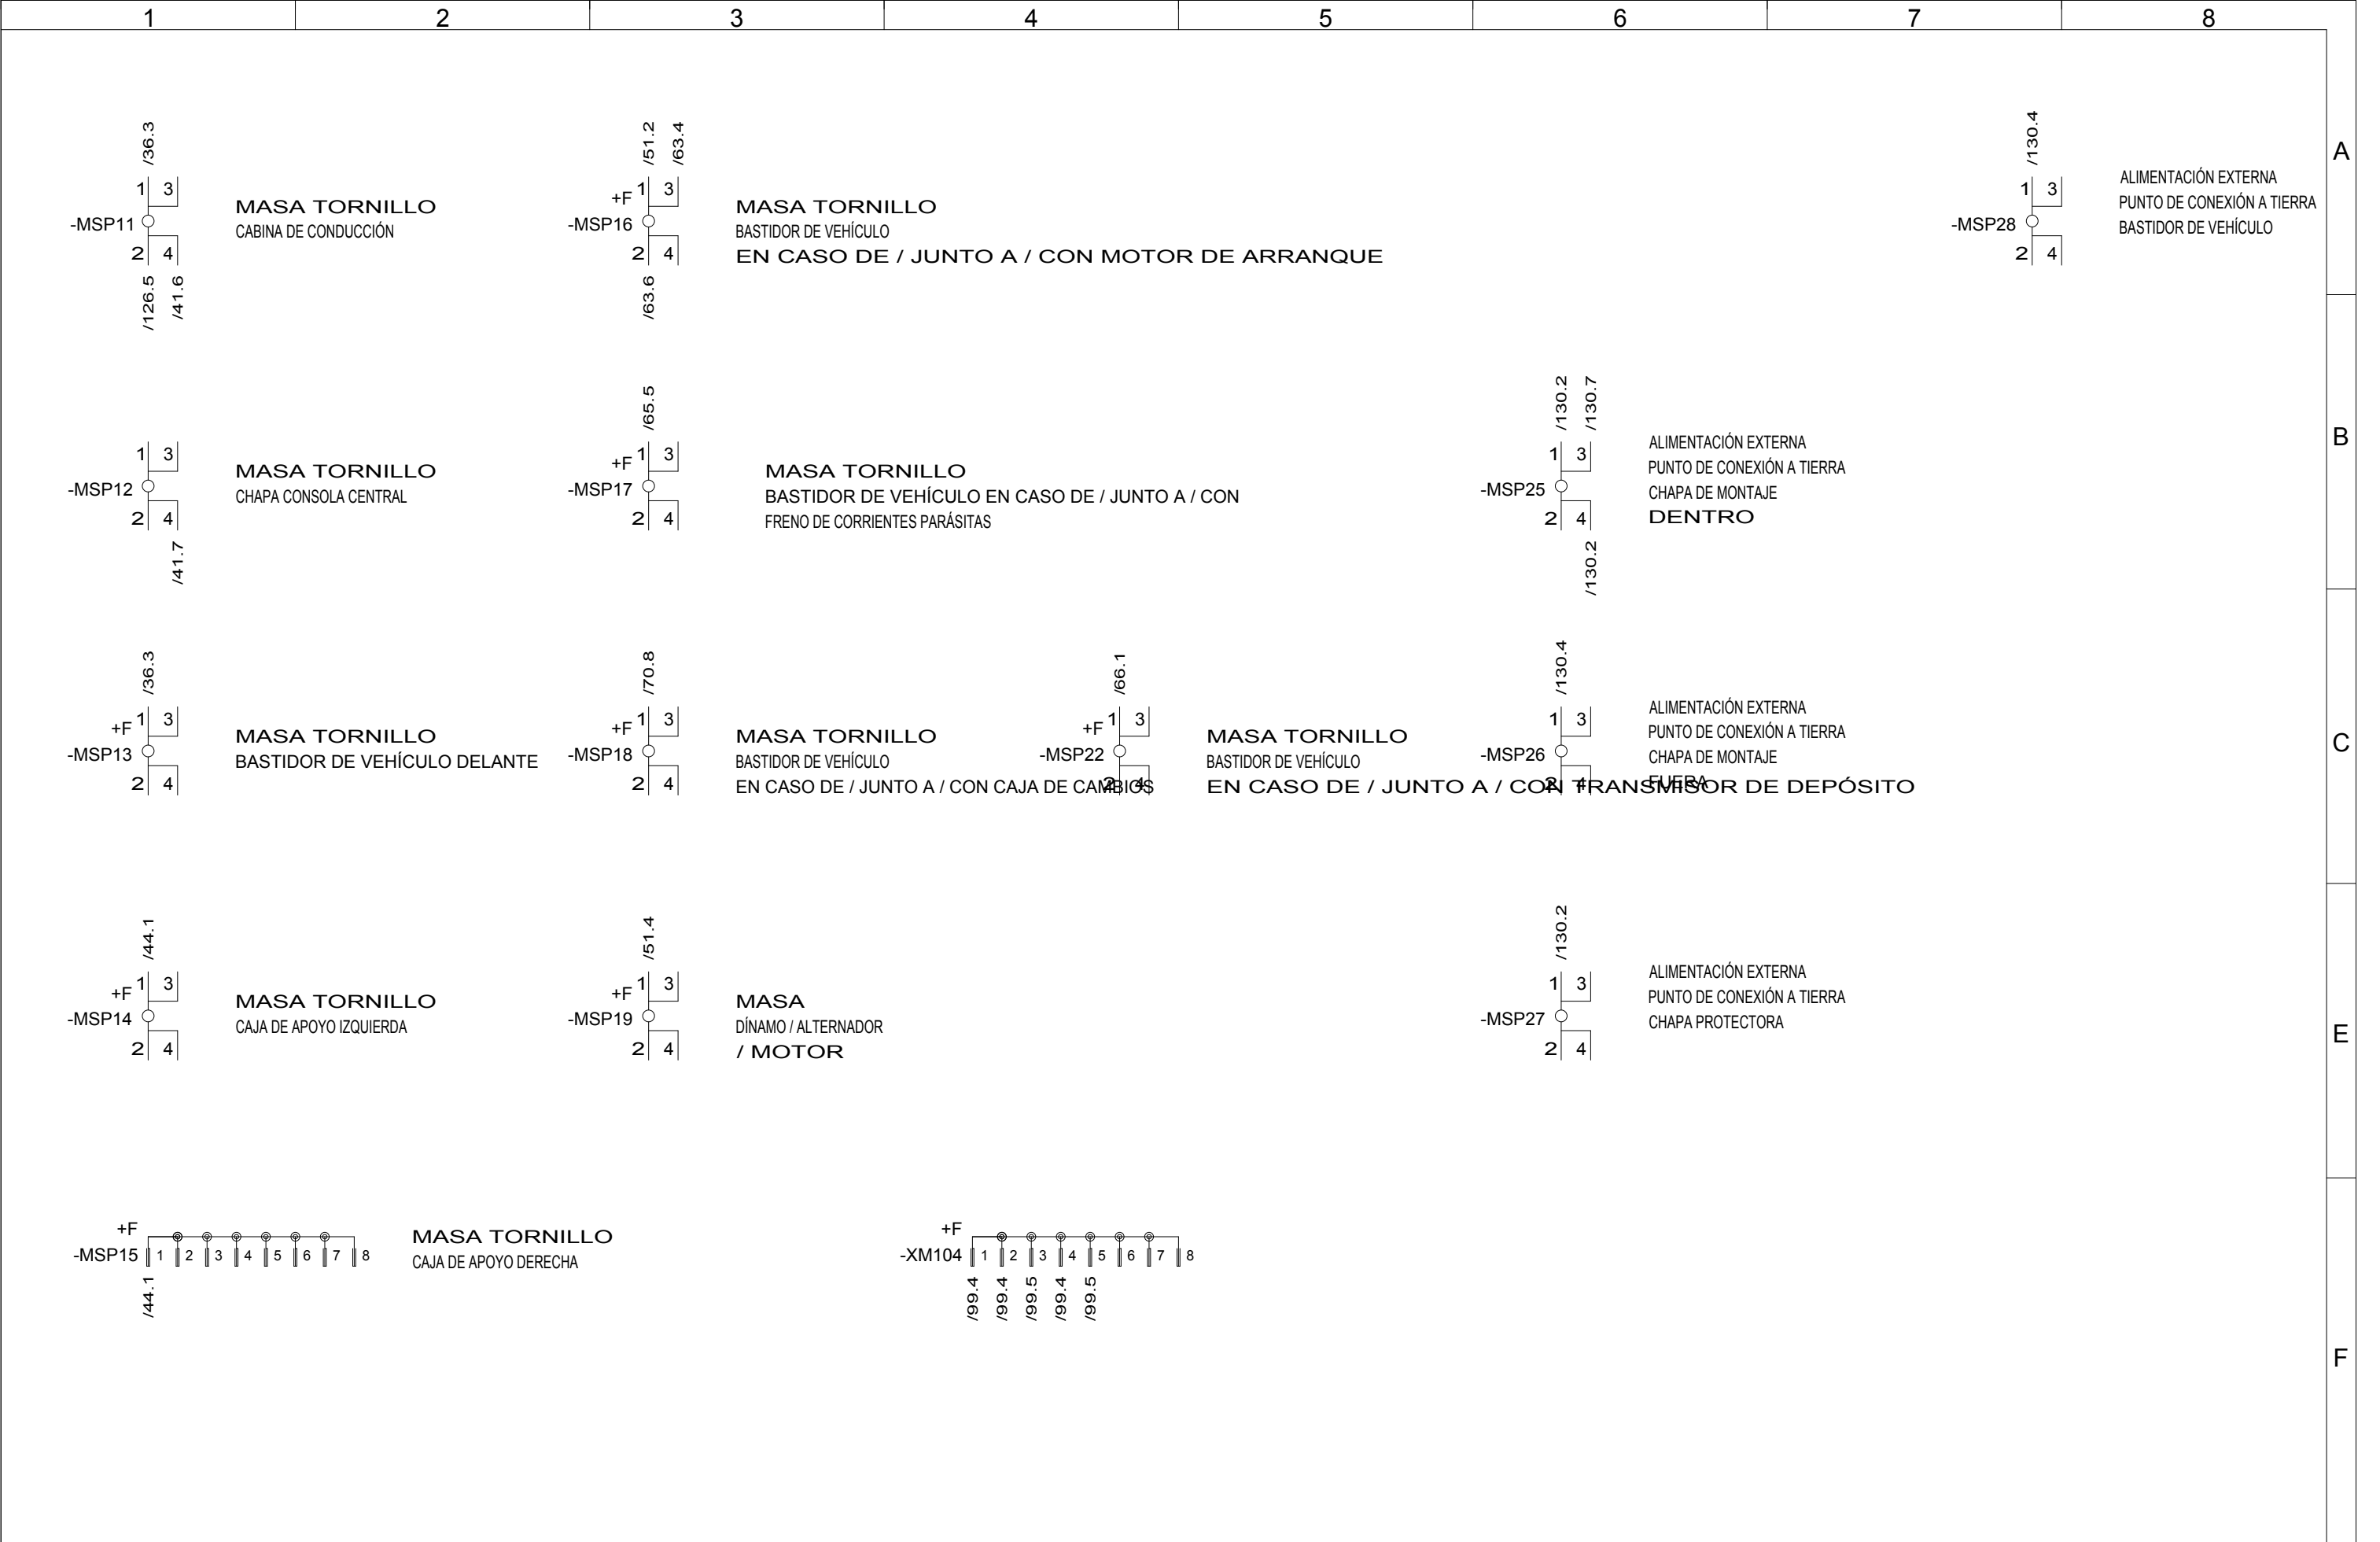 1 2 3 4 5 6 7 8
A
/36.3
1 3
-MSP11
2 4
/126.5 /41.6
MASA TORNILLO
CABINA DE CONDUCCIÓN
/51.2 /63.4
+F 1 3
-MSP16
2 4
/63.6
MASA TORNILLO
BASTIDOR DE VEHÍCULO
EN CASO DE / JUNTO A / CON MOTOR DE ARRANQUE
/130.4
1 3
-MSP28
2 4
ALIMENTACIÓN EXTERNA
PUNTO DE CONEXIÓN A TIERRA
BASTIDOR DE VEHÍCULO
B
1 3
-MSP12
2 4
/41.7
MASA TORNILLO
CHAPA CONSOLA CENTRAL
/65.5
+F 1 3
-MSP17
2 4
MASA TORNILLO
BASTIDOR DE VEHÍCULO EN CASO DE / JUNTO A / CON
FRENO DE CORRIENTES PARÁSITAS
/130.2 /130.7
1 3
-MSP25
2 4
/130.2
ALIMENTACIÓN EXTERNA
PUNTO DE CONEXIÓN A TIERRA
CHAPA DE MONTAJE
DENTRO
C
/36.3
+F 1 3
-MSP13
2 4
MASA TORNILLO
BASTIDOR DE VEHÍCULO DELANTE
/70.8
+F 1 3
-MSP18
2 4
MASA TORNILLO
BASTIDOR DE VEHÍCULO
EN CASO DE / JUNTO A / CON CAJA DE CAMBIOS
/66.1
+F 1 3
-MSP22
2 4
MASA TORNILLO
BASTIDOR DE VEHÍCULO
EN CASO DE / JUNTO A / CON TRANSMISOR DE DEPÓSITO
/130.4
1 3
-MSP26
2 4
ALIMENTACIÓN EXTERNA
PUNTO DE CONEXIÓN A TIERRA
CHAPA DE MONTAJE
FUERA
E
/44.1
+F 1 3
-MSP14
2 4
MASA TORNILLO
CAJA DE APOYO IZQUIERDA
/51.4
+F 1 3
-MSP19
2 4
MASA
DÍNAMO / ALTERNADOR
/ MOTOR
/130.2
1 3
-MSP27
2 4
ALIMENTACIÓN EXTERNA
PUNTO DE CONEXIÓN A TIERRA
CHAPA PROTECTORA
F
+F
-MSP15 1 2 3 4 5 6 7 8
/44.1
MASA TORNILLO
CAJA DE APOYO DERECHA
+F
-XM104 1 2 3 4 5 6 7 8
/99.4 /99.4 /99.5 /99.4 /99.5